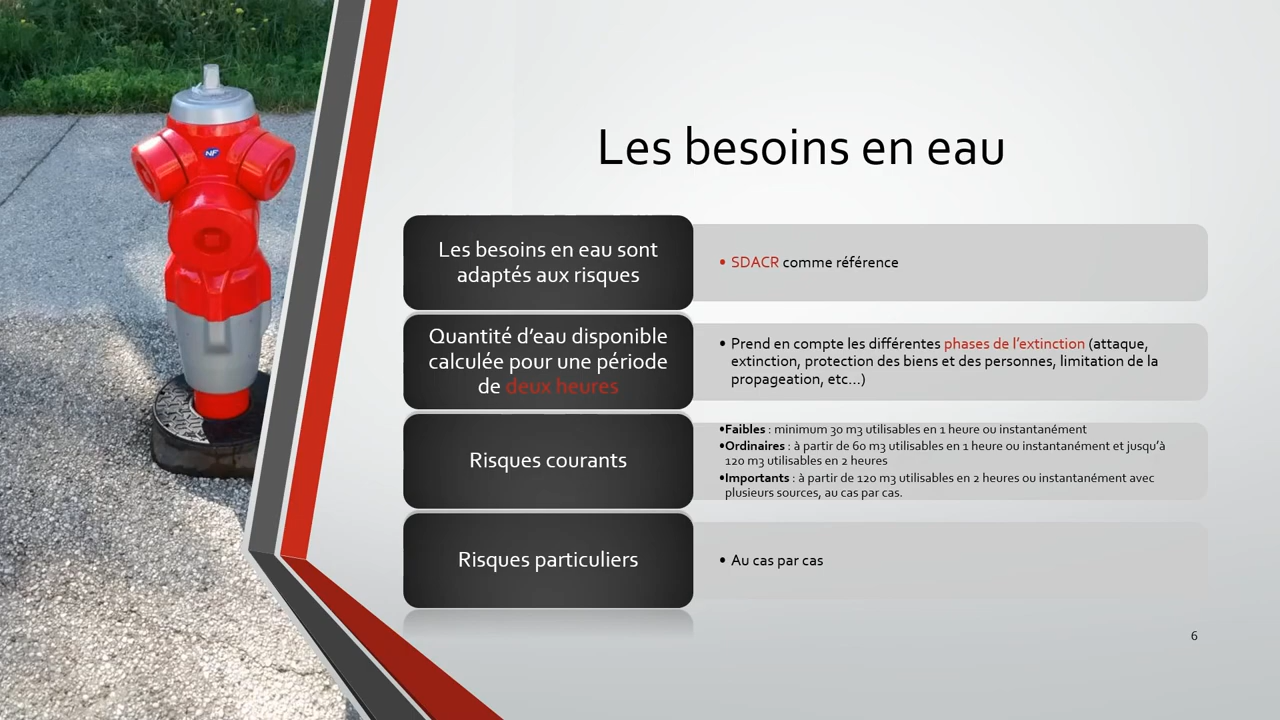 Les besoins en eau
Les besoins en eau sont
adaptés aux risques
• SDACR comme référence
Quantité d’eau disponible
calculée pour une période
de deux heures
• Prend en compte les différentes phases de l’extinction (attaque,
extinction, protection des biens et des personnes, limitation de la
propageation, etc...)
Risques courants
•Faibles : minimum 30 m3 utilisables en 1 heure ou instantanément
•Ordinaires : à partir de 60 m3 utilisables en 1 heure ou instantanément et jusqu’à
120 m3 utilisables en 2 heures
•Importants : à partir de 120 m3 utilisables en 2 heures ou instantanément avec
plusieurs sources, au cas par cas.
Risques particuliers
• Au cas par cas
6
NF